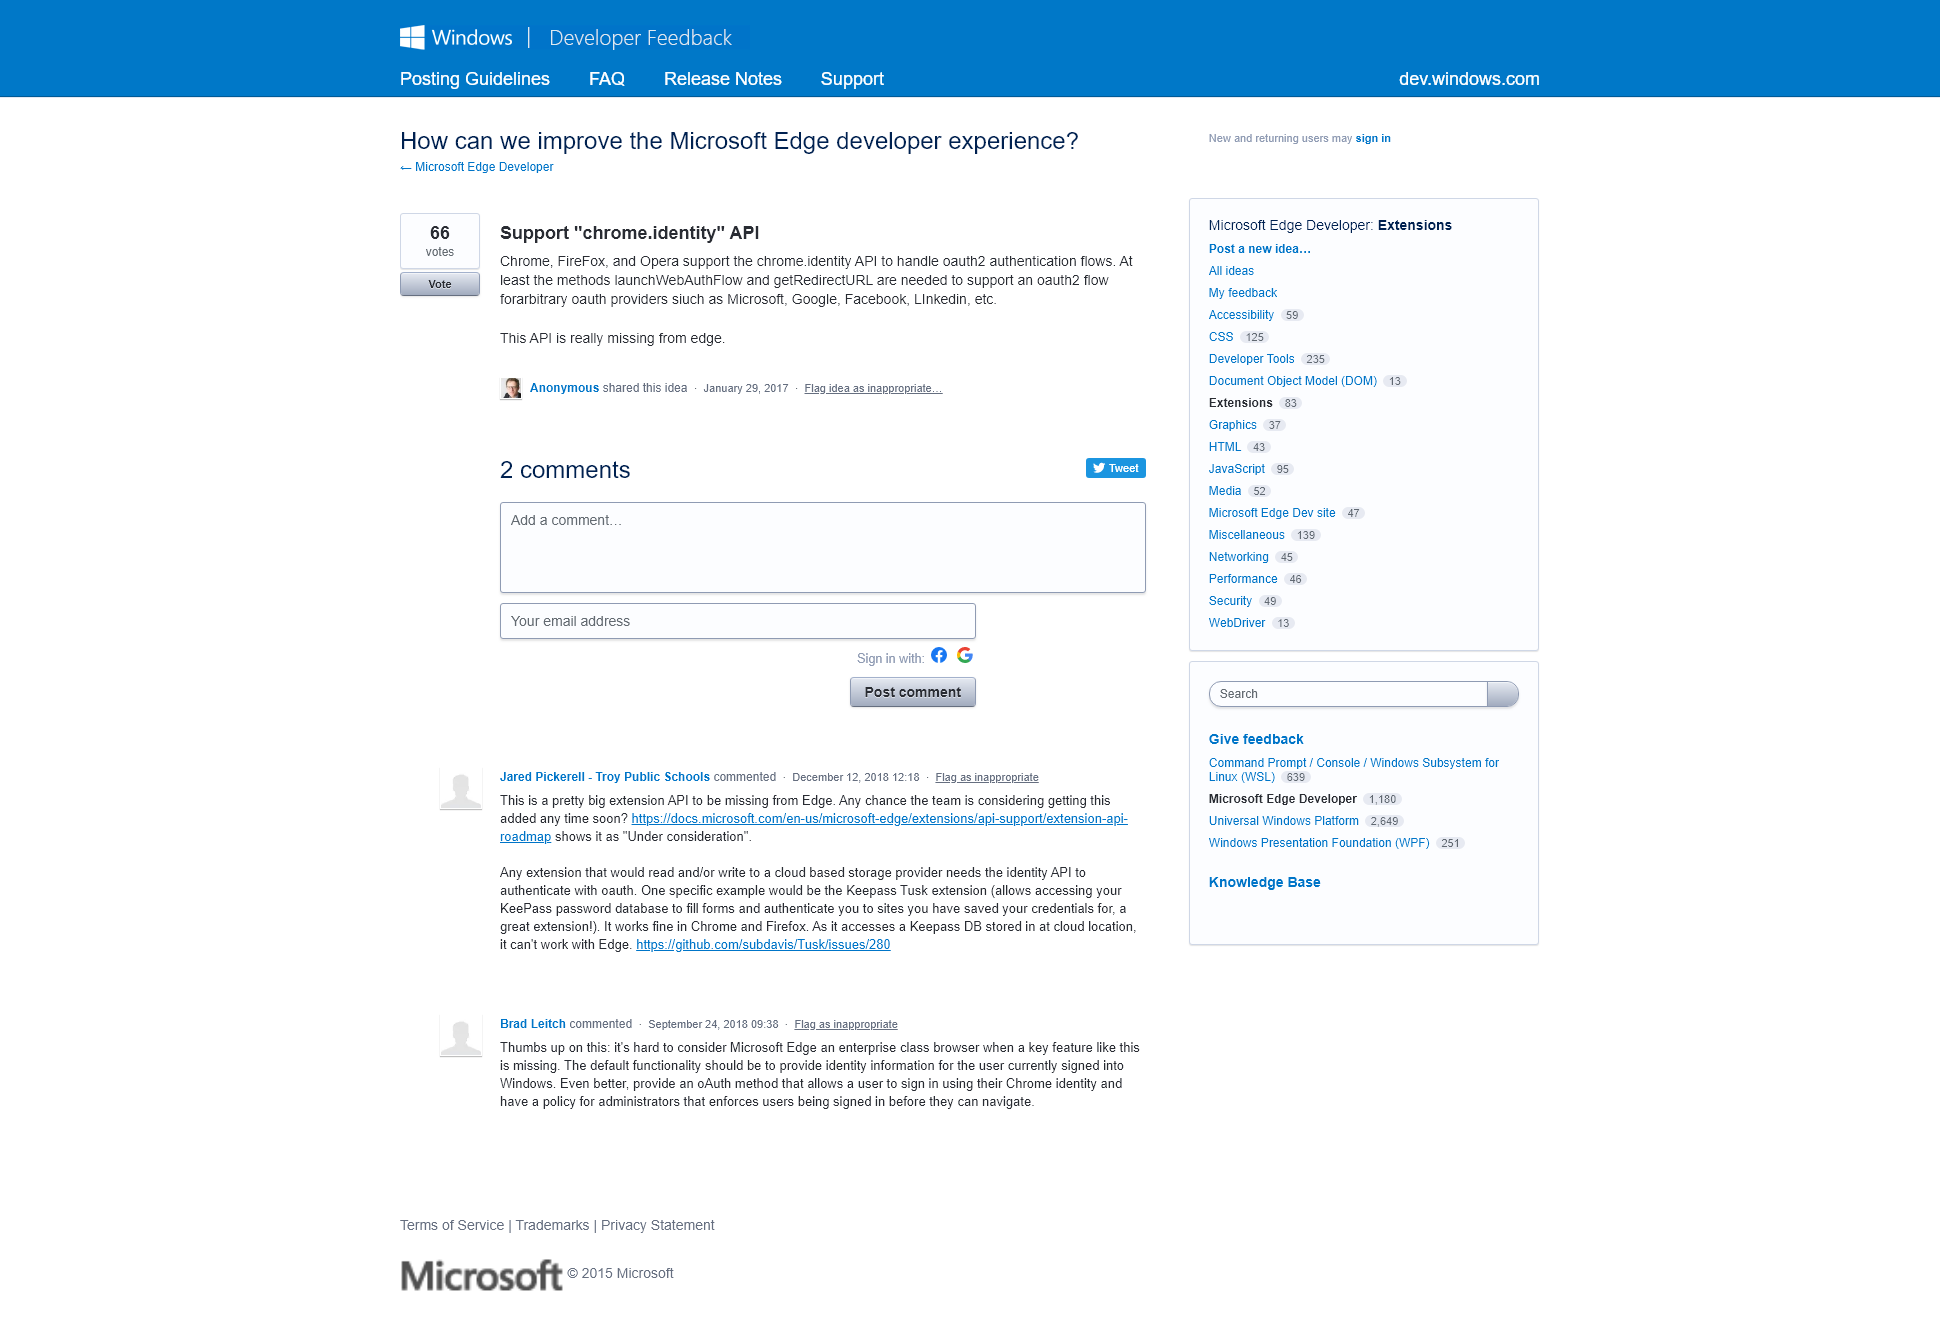 Windows | Developer Feedback
Posting Guidelines FAQ Release Notes Support dev.windows.com
How can we improve the Microsoft Edge developer experience?
← Microsoft Edge Developer
66
votes
Vote
Support "chrome.identity" API
Chrome, FireFox, and Opera support the chrome.identity API to handle oauth2 authentication flows. At
least the methods launchWebAuthFlow and getRedirectURL are needed to support an oauth2 flow
forarbitrary oauth providers siuch as Microsoft, Google, Facebook, LInkedin, etc.
This API is really missing from edge.
Anonymous shared this idea · January 29, 2017 · Flag idea as inappropriate…
2 comments
Tweet
Add a comment…
Your email address
Sign in with:
Post comment
Jared Pickerell - Troy Public Schools commented · December 12, 2018 12:18 · Flag as inappropriate
This is a pretty big extension API to be missing from Edge. Any chance the team is considering getting this
added any time soon? https://docs.microsoft.com/en-us/microsoft-edge/extensions/api-support/extension-api-
roadmap shows it as "Under consideration".
Any extension that would read and/or write to a cloud based storage provider needs the identity API to
authenticate with oauth. One specific example would be the Keepass Tusk extension (allows accessing your
KeePass password database to fill forms and authenticate you to sites you have saved your credentials for, a
great extension!). It works fine in Chrome and Firefox. As it accesses a Keepass DB stored in at cloud location,
it can't work with Edge. https://github.com/subdavis/Tusk/issues/280
Brad Leitch commented · September 24, 2018 09:38 · Flag as inappropriate
Thumbs up on this: it's hard to consider Microsoft Edge an enterprise class browser when a key feature like this
is missing. The default functionality should be to provide identity information for the user currently signed into
Windows. Even better, provide an oAuth method that allows a user to sign in using their Chrome identity and
have a policy for administrators that enforces users being signed in before they can navigate.
New and returning users may sign in
Microsoft Edge Developer: Extensions
Post a new idea…
All ideas
My feedback
Accessibility 59
CSS 125
Developer Tools 235
Document Object Model (DOM) 13
Extensions 83
Graphics 37
HTML 43
JavaScript 95
Media 52
Microsoft Edge Dev site 47
Miscellaneous 139
Networking 45
Performance 46
Security 49
WebDriver 13
Search
Give feedback
Command Prompt / Console / Windows Subsystem for
Linux (WSL) 639
Microsoft Edge Developer 1,180
Universal Windows Platform 2,649
Windows Presentation Foundation (WPF) 251
Knowledge Base
Terms of Service | Trademarks | Privacy Statement
Microsoft © 2015 Microsoft